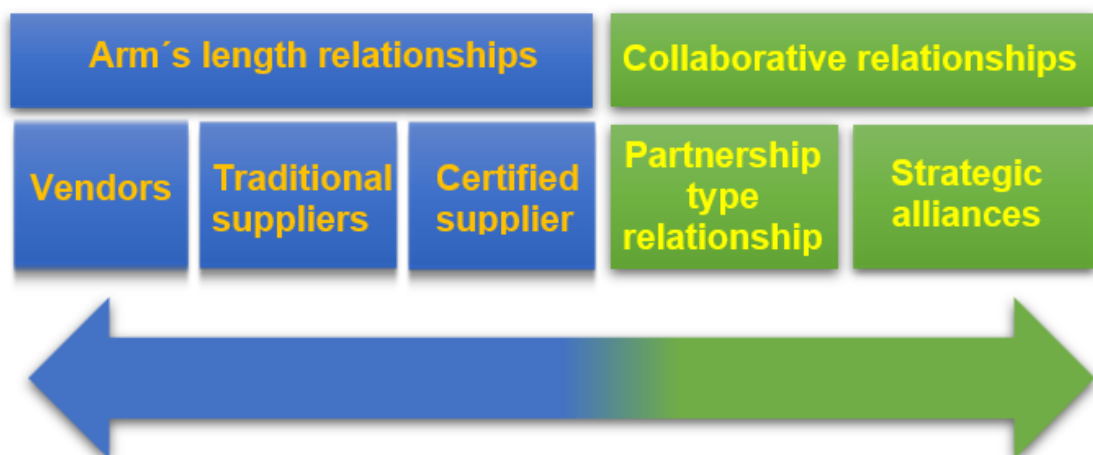 Arm´s length relationships
Collaborative relationships
Vendors
Traditional
suppliers
Certified
supplier
Partnership
type
relationship
Strategic
alliances